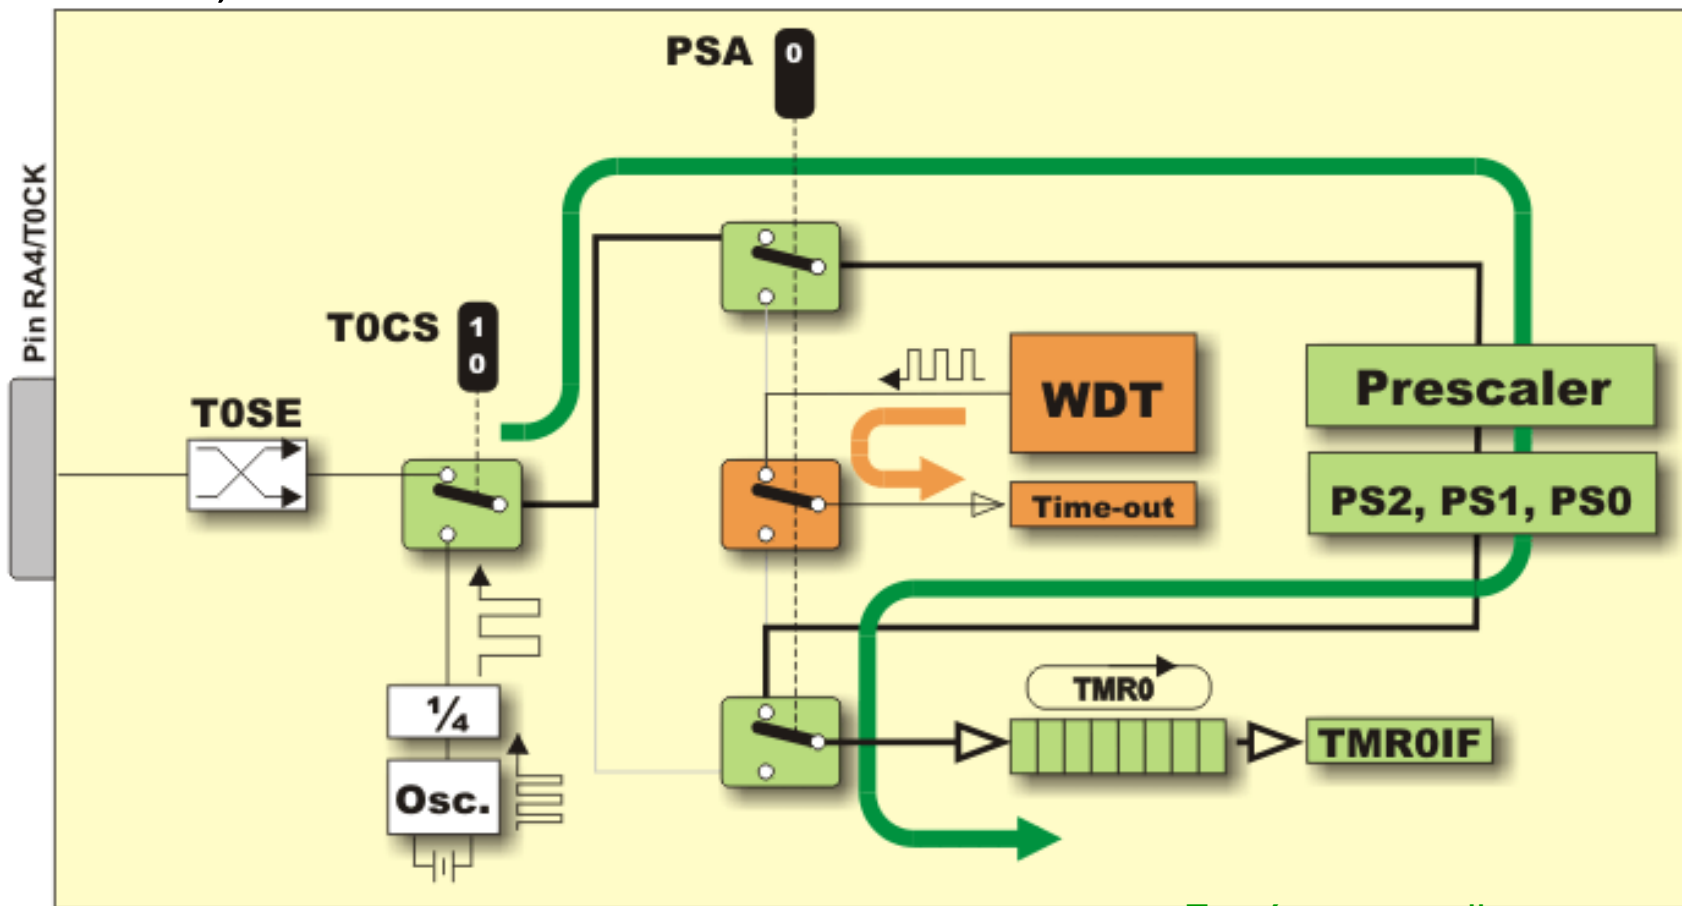 PSA 0
Pin RA4/T0CK
T0CS 1
0
T0SE
WDT
Prescaler
Time-out
PS2, PS1, PS0
¼
TMR0
TMR0IF
Osc.